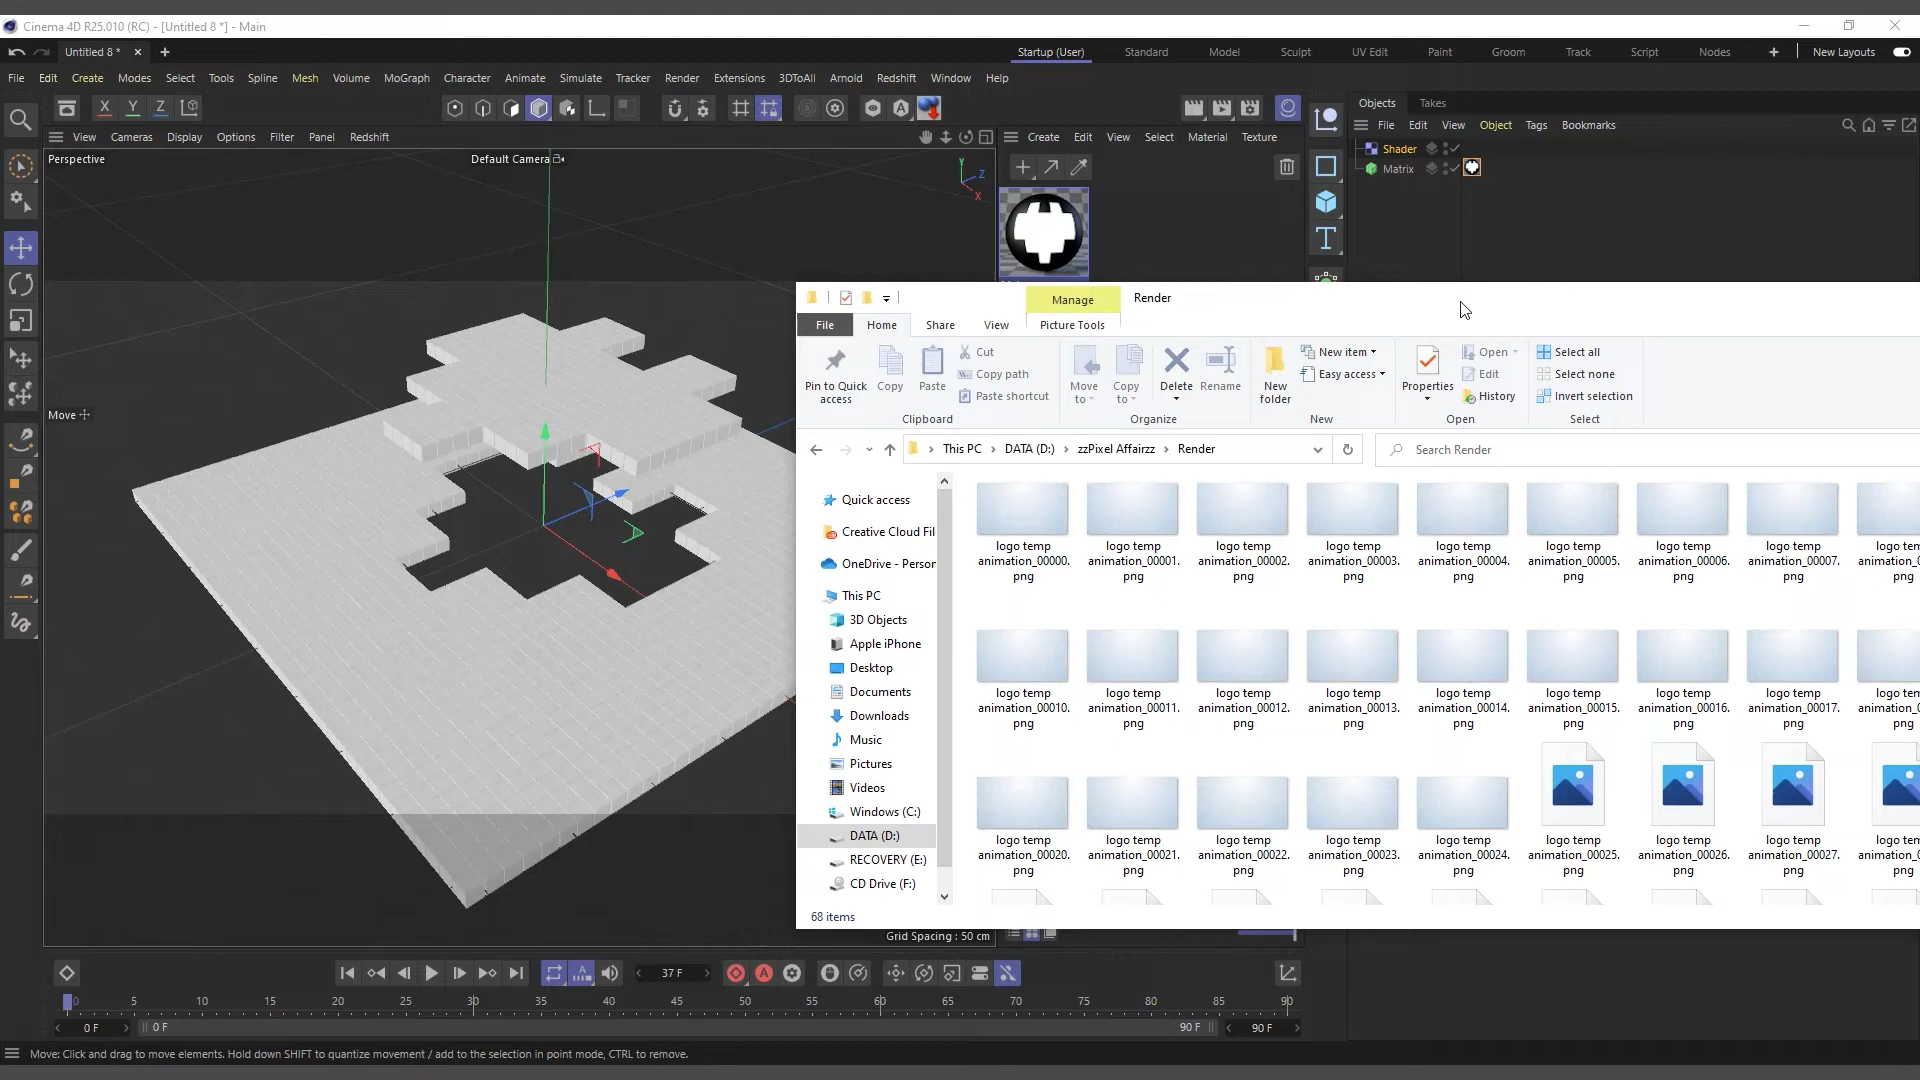 Cinema 4D R25.010 (RC) - [Untitled 8 *] - Main
Untitled 8 *
Startup (User) Standard Model Sculpt UV Edit Paint Groom Track Script Nodes New Layouts
File Edit Create Modes Select Tools Spline Mesh Volume MoGraph Character Animate Simulate Tracker Render Extensions 3DToAll Arnold Redshift Window Help
X Y Z
Objects Takes
View Cameras Display Options Filter Panel Redshift
Create Edit View Select Material Texture
File Edit View Object Tags Bookmarks
Perspective
Default Camera
Y
Z
X
Shader
Matrix
Move
Manage
Render
File Home Share View Picture Tools
Pin to Quick access
Copy
Paste
Cut
Copy path
Paste shortcut
Clipboard
Move to
Copy to
Delete
Rename
Organize
New folder
New item
Easy access
New
Properties
Open
Edit
History
Open
Select all
Select none
Invert selection
Select
This PC > DATA (D:) > zzPixel Affairzz > Render
Search Render
Quick access
Creative Cloud Fil
OneDrive - Person
This PC
3D Objects
Apple iPhone
Desktop
Documents
Downloads
Music
Pictures
Videos
Windows (C:)
DATA (D:)
RECOVERY (E:)
CD Drive (F:)
logo temp animation_00000.png
logo temp animation_00001.png
logo temp animation_00002.png
logo temp animation_00003.png
logo temp animation_00004.png
logo temp animation_00005.png
logo temp animation_00006.png
logo temp animation_00007.png
logo temp animation_00010.png
logo temp animation_00011.png
logo temp animation_00012.png
logo temp animation_00013.png
logo temp animation_00014.png
logo temp animation_00015.png
logo temp animation_00016.png
logo temp animation_00017.png
logo temp animation_00020.png
logo temp animation_00021.png
logo temp animation_00022.png
logo temp animation_00023.png
logo temp animation_00024.png
logo temp animation_00025.png
logo temp animation_00026.png
logo temp animation_00027.png
68 items
Grid Spacing : 50 cm
37 F
0 5 10 15 20 25 30 35 40 45 50 55 60 65 70 75 80 85 90
0 F 0 F 90 F 90 F
Move: Click and drag to move elements. Hold down SHIFT to quantize movement / add to the selection in point mode, CTRL to remove.